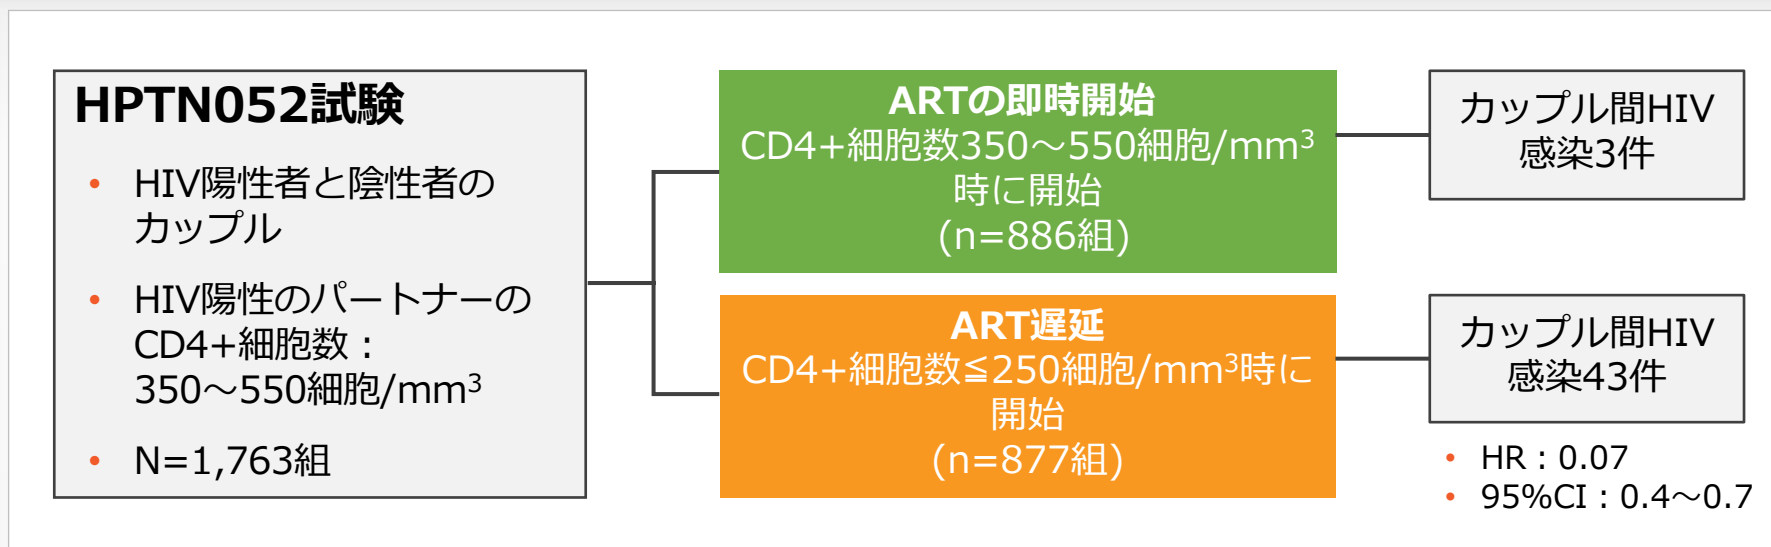 HPTN052試験
• HIV陽性者と陰性者の
カップル
• HIV陽性のパートナーの
CD4+細胞数：
350～550細胞/mm³
• N=1,763組
ARTの即時開始
CD4+細胞数350～550細胞/mm³
時に開始
(n=886組)
カップル間HIV
感染3件
ART遅延
CD4+細胞数≦250細胞/mm³時に
開始
(n=877組)
カップル間HIV
感染43件
• HR：0.07
• 95%CI：0.4～0.7